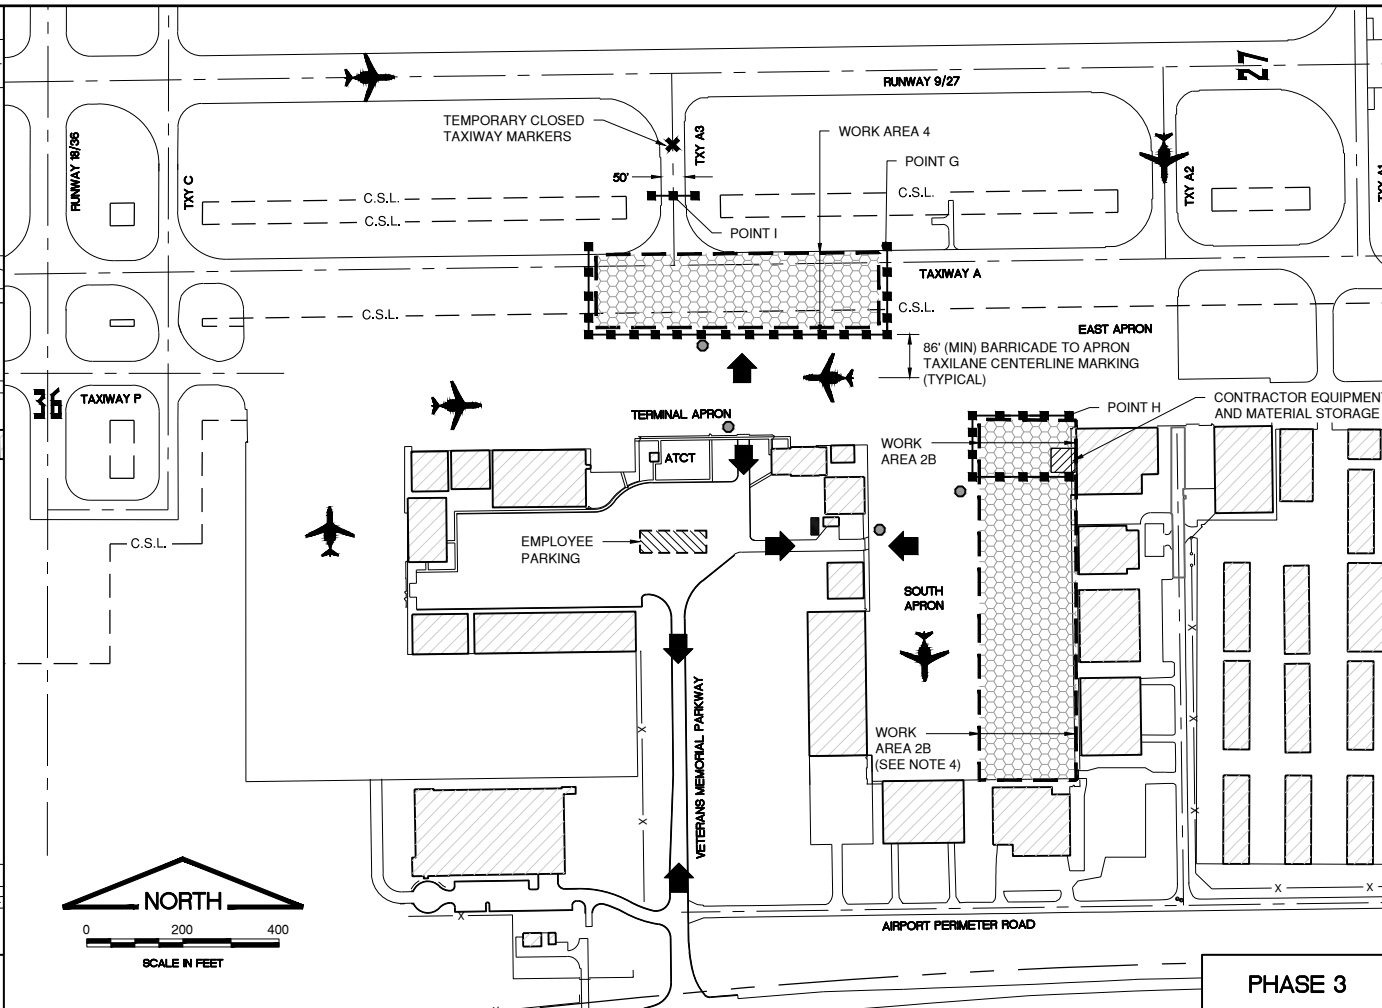 27
RUNWAY 9/27
TEMPORARY CLOSED
TAXIWAY MARKERS
TXY A3
WORK AREA 4
POINT G
RUNWAY 18/36
TXY C
TXY A2
50'
C.S.L.
C.S.L.
C.S.L.
POINT I
TAXIWAY A
C.S.L.
C.S.L.
EAST APRON
86' (MIN) BARRICADE TO APRON
TAXILANE CENTERLINE MARKING
(TYPICAL)
36
TAXIWAY P
CONTRACTOR EQUIPMENT
AND MATERIAL STORAGE
POINT H
TERMINAL APRON
WORK
AREA 2B
ATCT
C.S.L.
EMPLOYEE
PARKING
SOUTH
APRON
X
X
VETERANS MEMORIAL PARKWAY
WORK
AREA 2B
(SEE NOTE 4)
X
X
X
X
NORTH
X
X
X
0 200 400
SCALE IN FEET
AIRPORT PERIMETER ROAD
PHASE 3